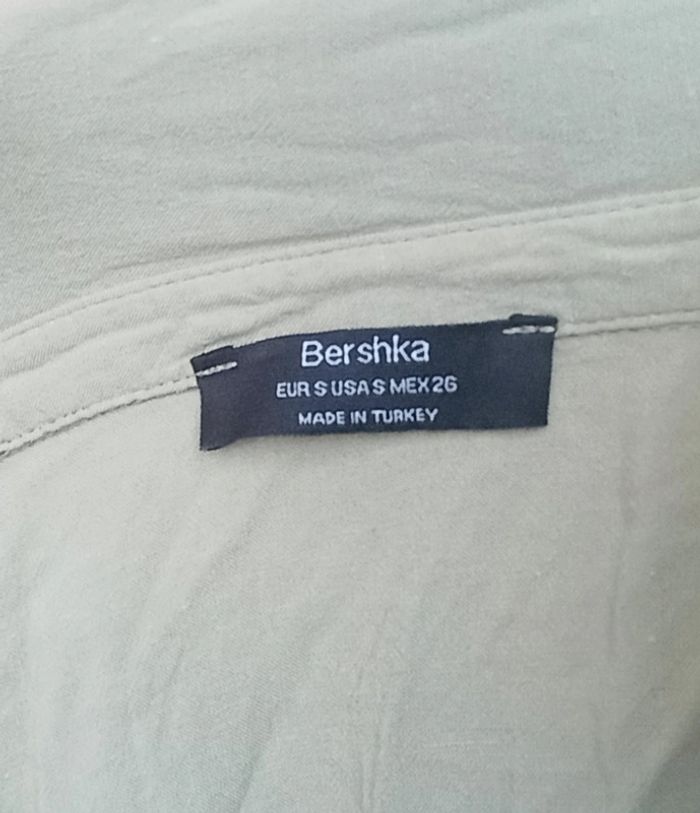 Bershka
EUR S USA S MEX 26
MADE IN TURKEY